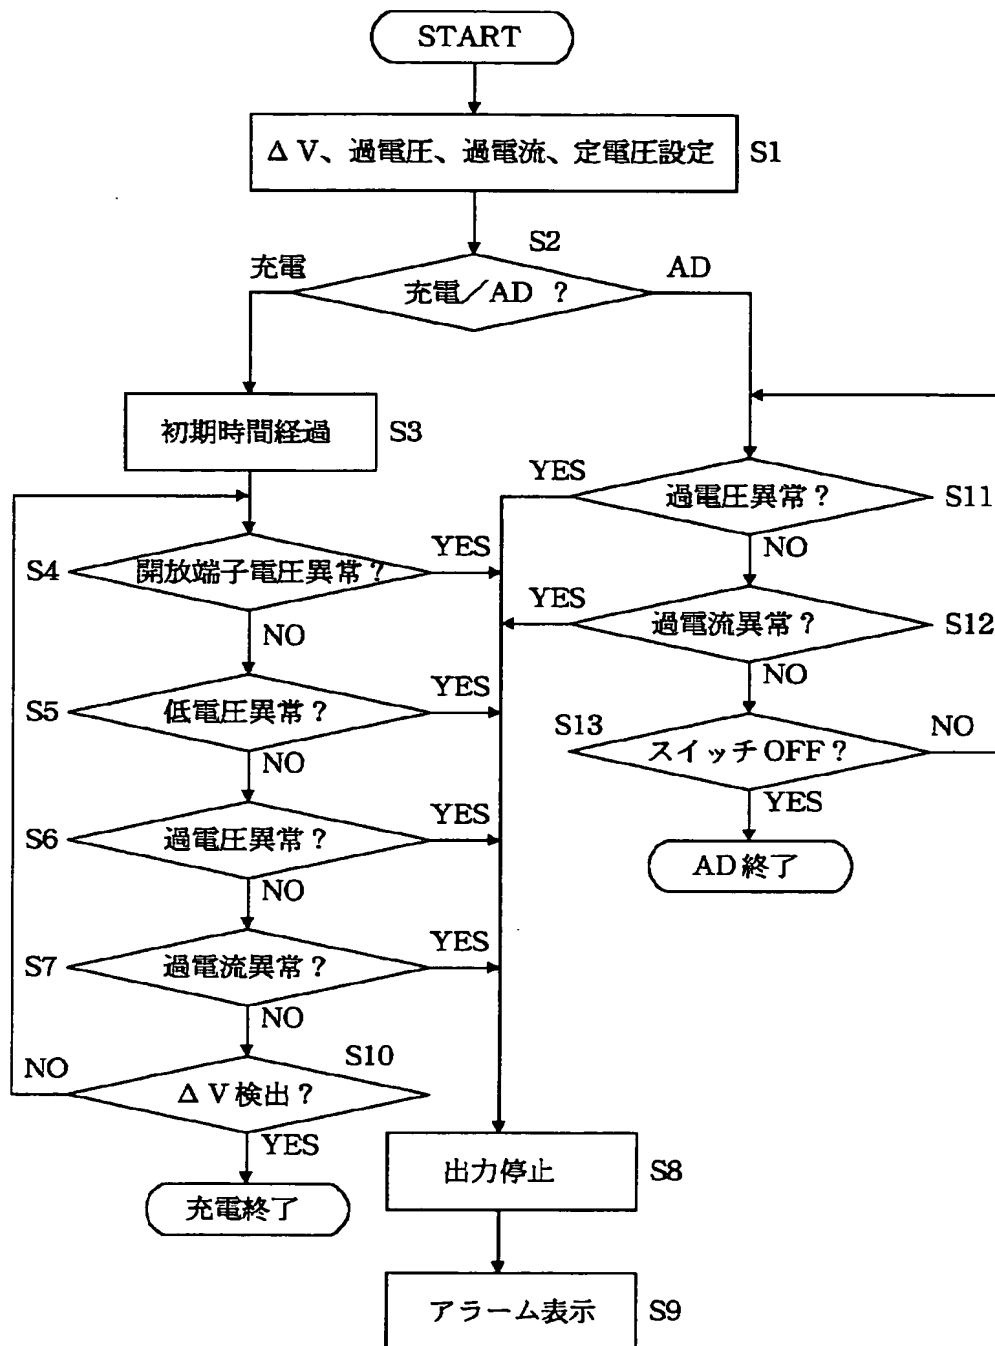 START
ΔV、過電圧、過電流、定電圧設定
S1
S2
充電
充電／AD ？
AD
初期時間経過
S3
YES
過電圧異常？
S11
NO
S4
開放端子電圧異常？
YES
YES
過電流異常？
S12
NO
NO
S5
低電圧異常？
YES
S13
スイッチOFF？
NO
NO
YES
S6
過電圧異常？
YES
AD終了
NO
S7
過電流異常？
YES
NO
S10
NO
ΔV検出？
YES
出力停止
S8
充電終了
アラーム表示
S9